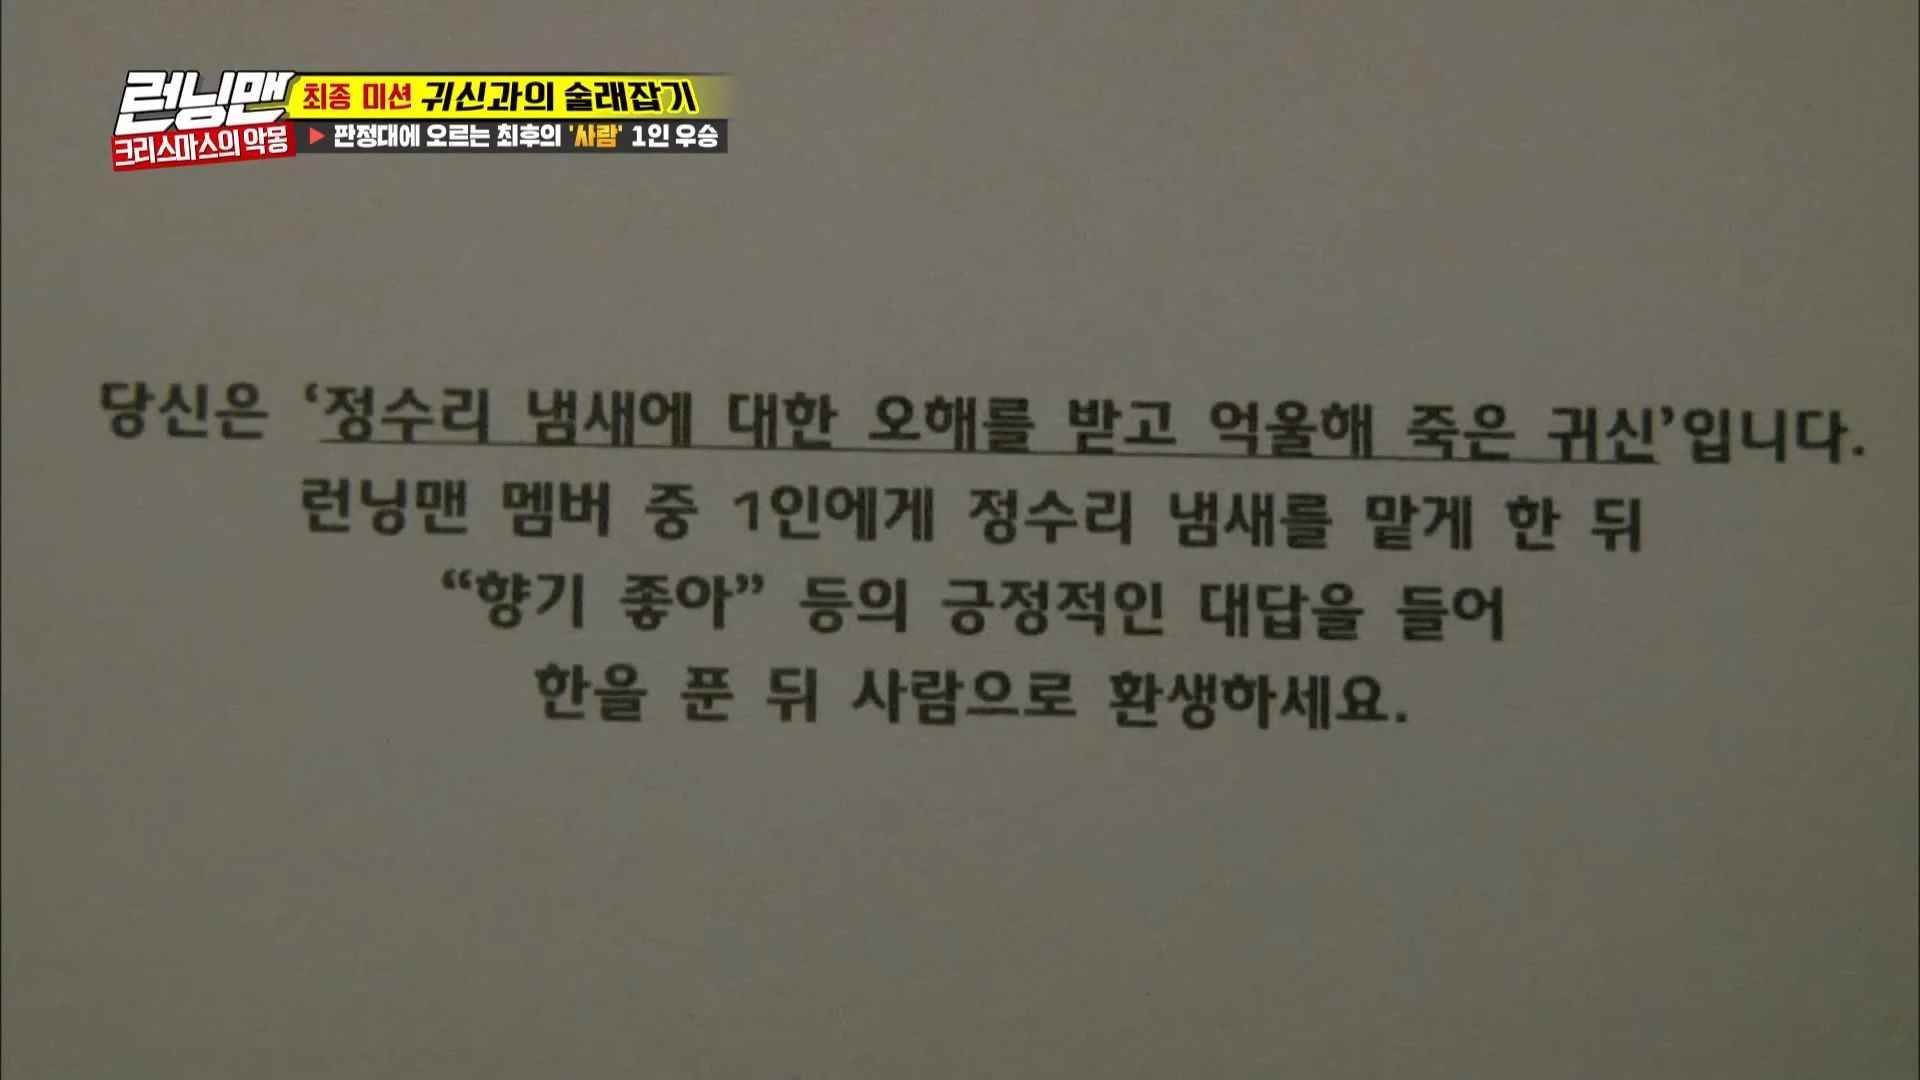 런닝맨 최종 미션 귀신과의 술래잡기
크리스마스의 악몽 ▶ 판정대에 오르는 최후의 '사람' 1인 우승
당신은 ‘정수리 냄새에 대한 오해를 받고 억울해 죽은 귀신’입니다.
런닝맨 멤버 중 1인에게 정수리 냄새를 맡게 한 뒤
“향기 좋아” 등의 긍정적인 대답을 들어
한을 푼 뒤 사람으로 환생하세요.